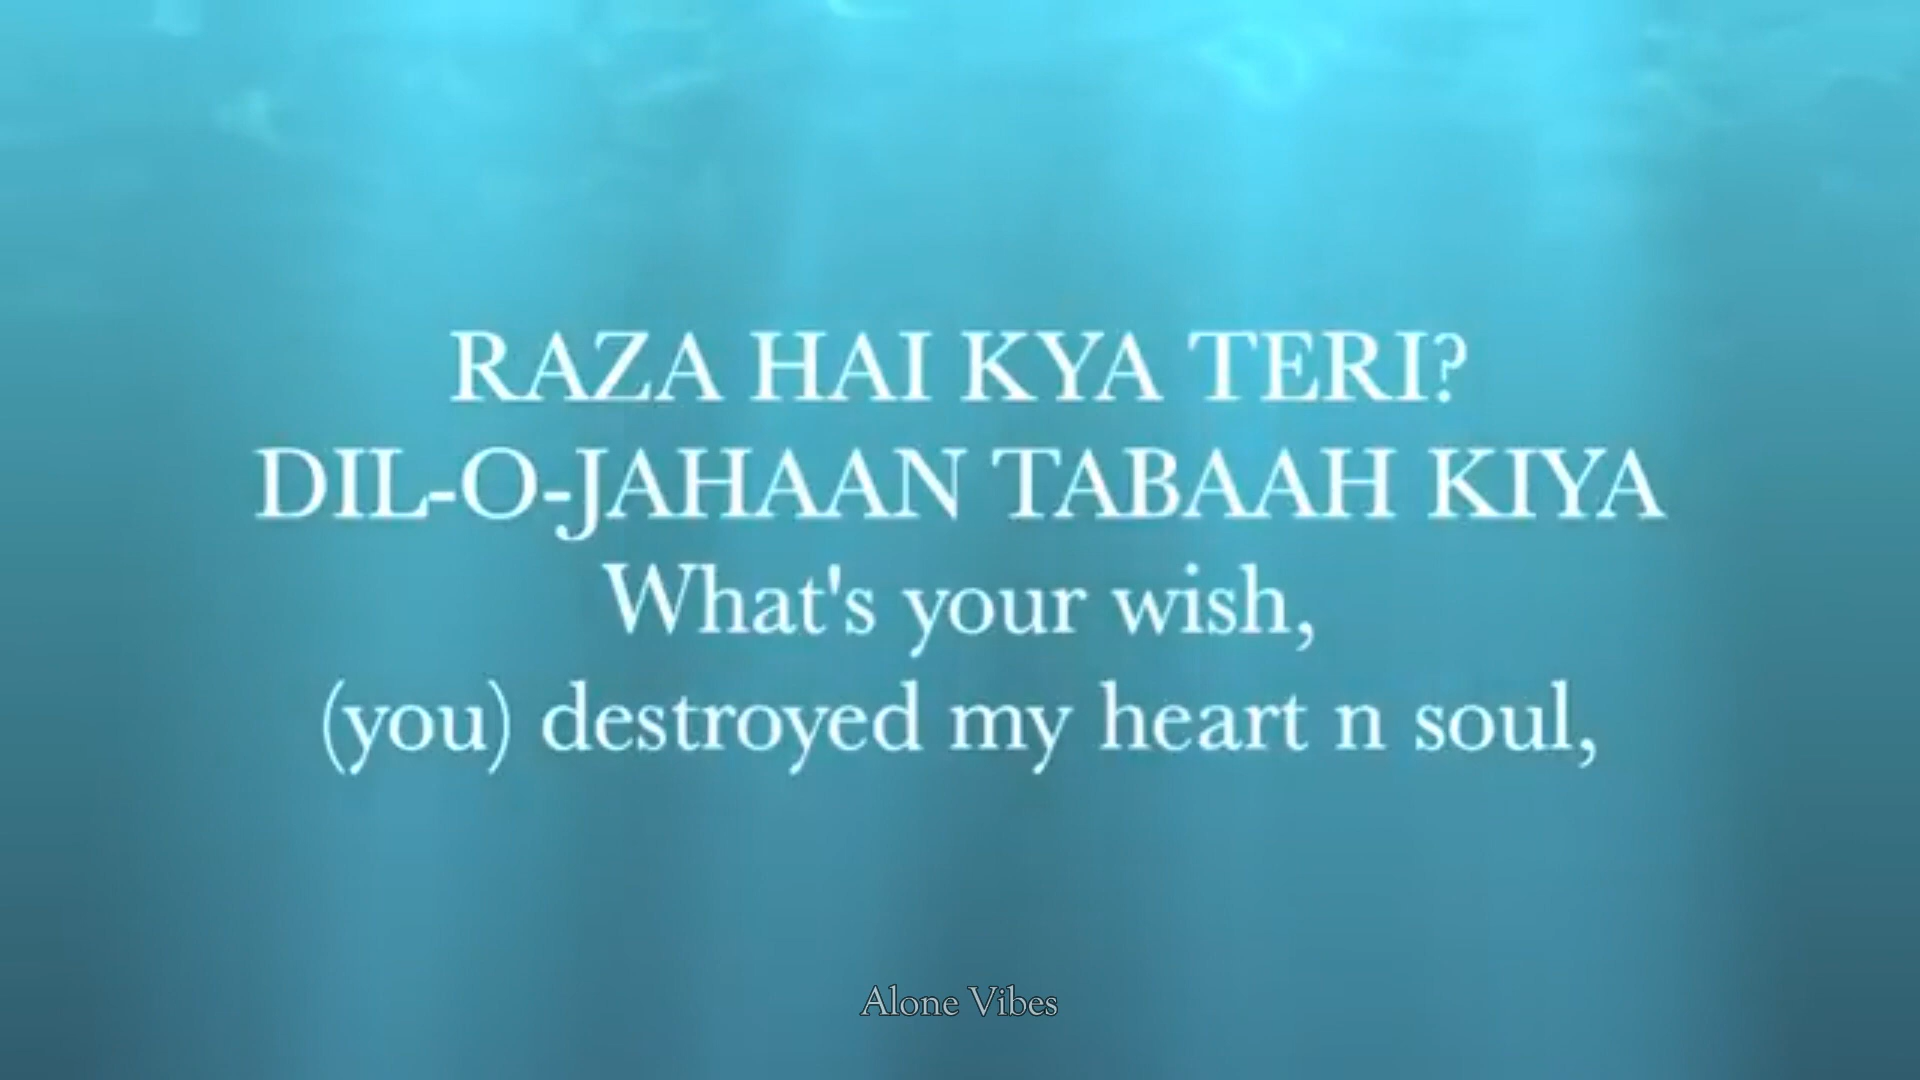 RAZA HAI KYA TERI?
DIL-O-JAHAAN TABAAH KIYA
What's your wish,
(you) destroyed my heart n soul,
Alone Vibes